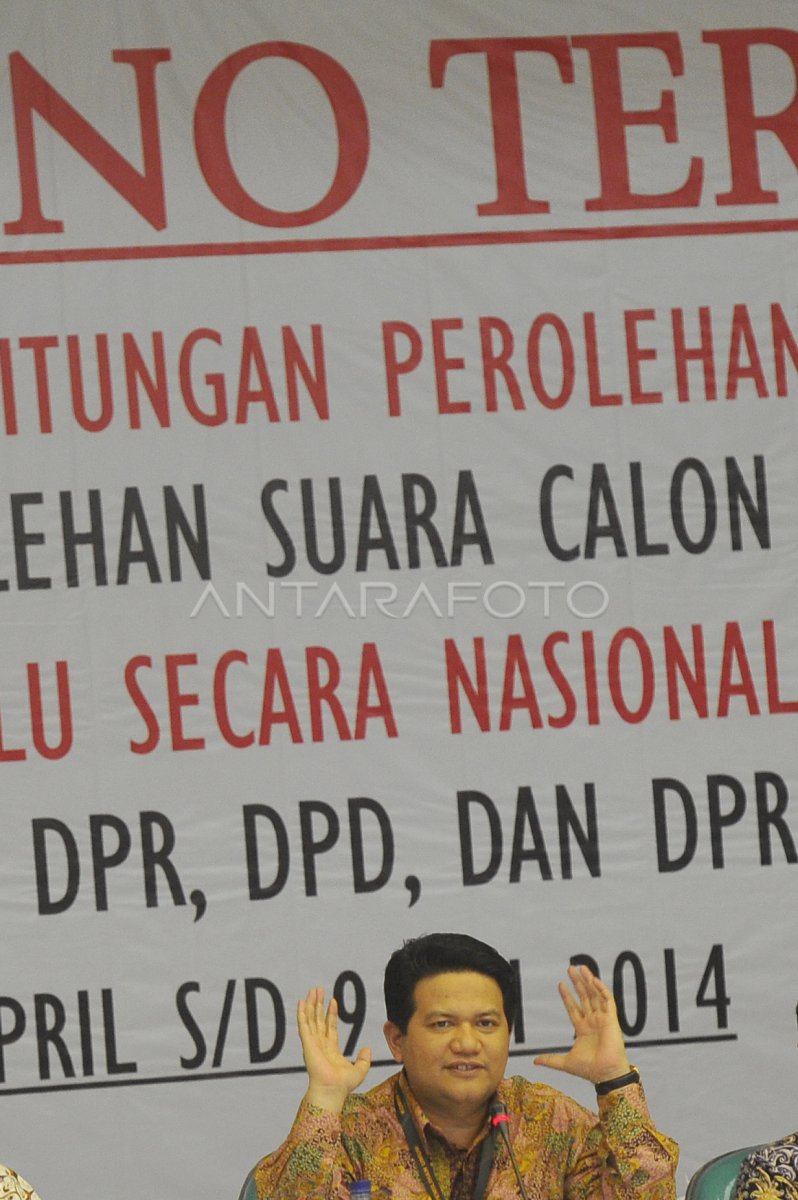 NO TER
ITUNGAN PEROLEHAN
LEHAN SUARA CALON
ANTARAFOTO
LU SECARA NASIONAL
DPR, DPD, DAN DPR
PRIL S/D 9 2014